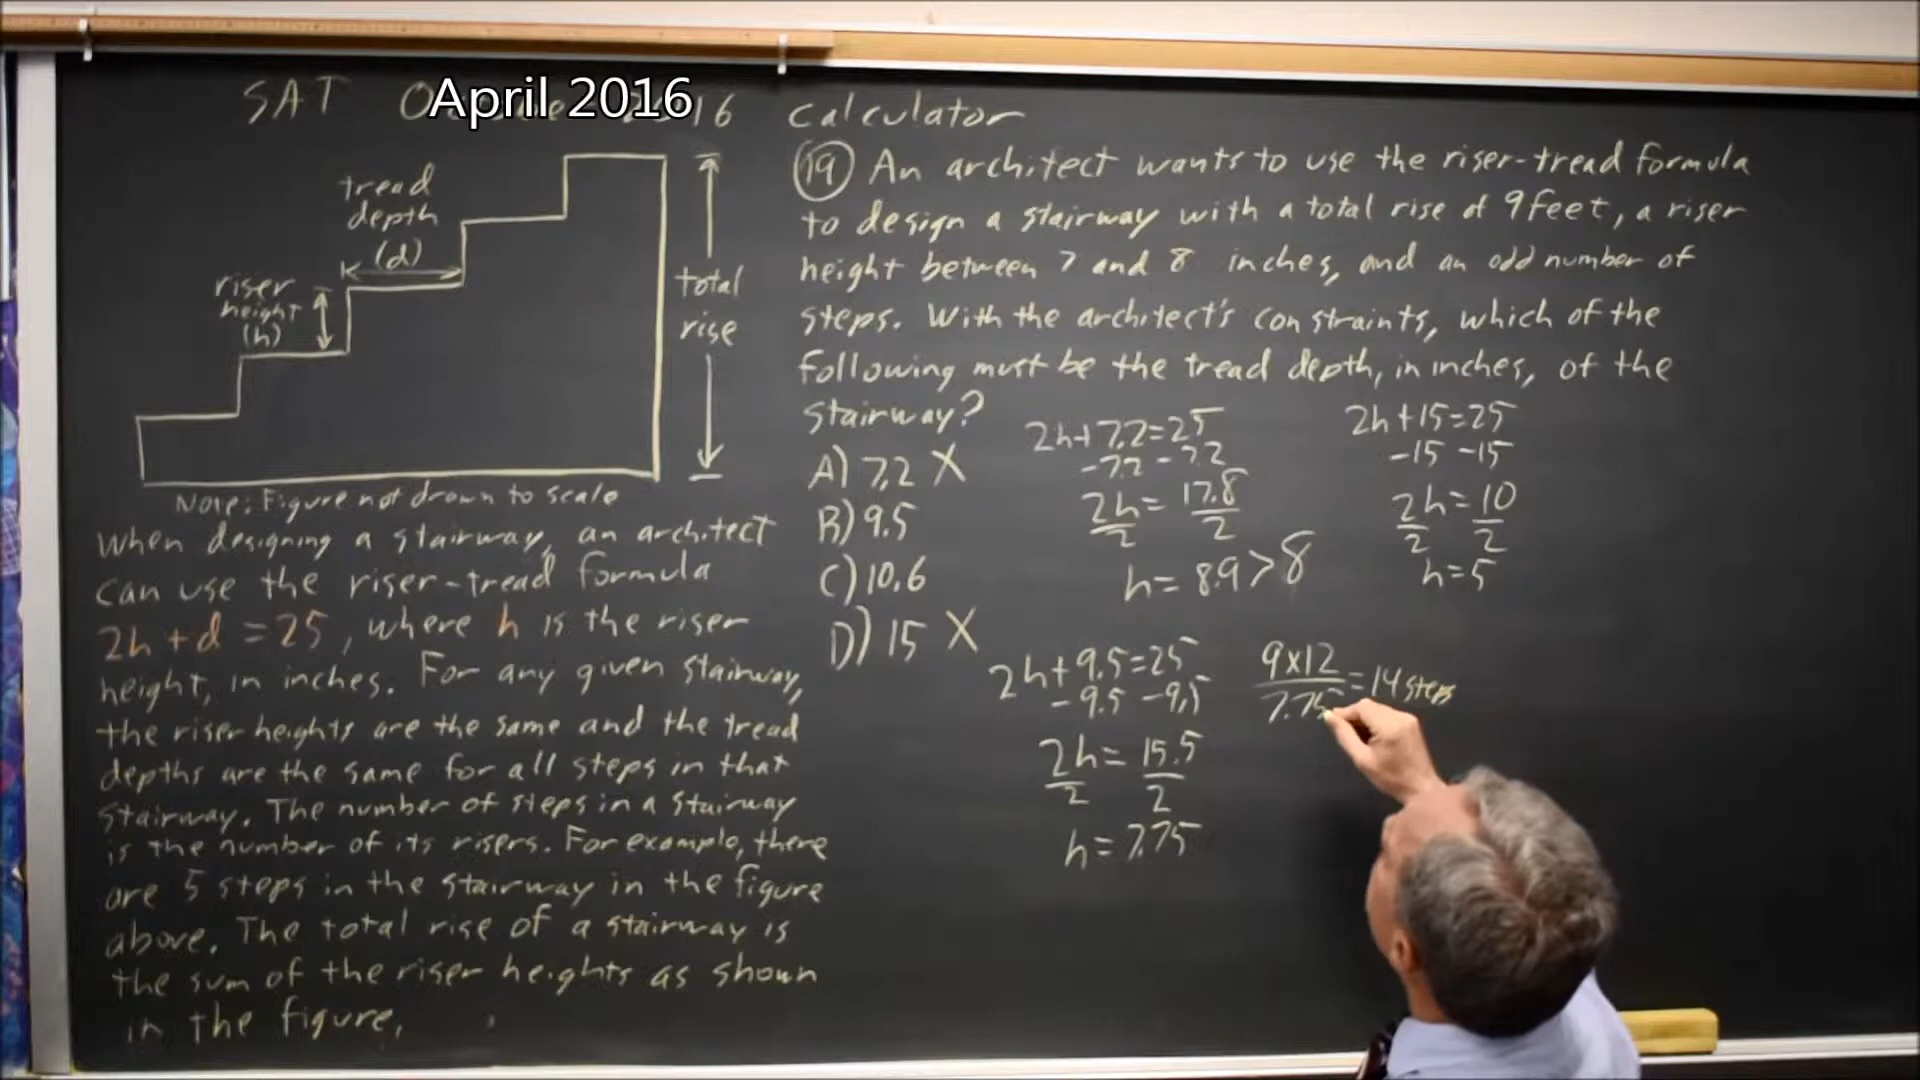 SAT
April 2016
16
Calculator
tread
depth
(d)
riser
height
(h)
total
rise
Note: Figure not drawn to scale
When designing a stairway, an architect
can use the riser-tread formula
2h + d = 25, where h is the riser
height, in inches. For any given stairway,
the riser heights are the same and the tread
depths are the same for all steps in that
stairway. The number of steps in a stairway
is the number of its risers. For example, there
are 5 steps in the stairway in the figure
above. The total rise of a stairway is
the sum of the riser heights as shown
in the figure.
19 An architect wants to use the riser-tread formula
to design a stairway with a total rise of 9 feet, a riser
height between 7 and 8 inches, and an odd number of
steps. With the architect's constraints, which of the
following must be the tread depth, in inches, of the
stairway?
A) 7.2 X
B) 9.5
C) 10.6
D) 15 X
2h+7.2=25
-7.2 -7.2
2h = 17.8
2 2
h = 8.9 > 8
2h+15=25
-15 -15
2h = 10
2 2
h=5
2h+9.5=25
-9.5 -9.5
2h = 15.5
2 2
h = 7.75
9x12
7.75
=14 steps